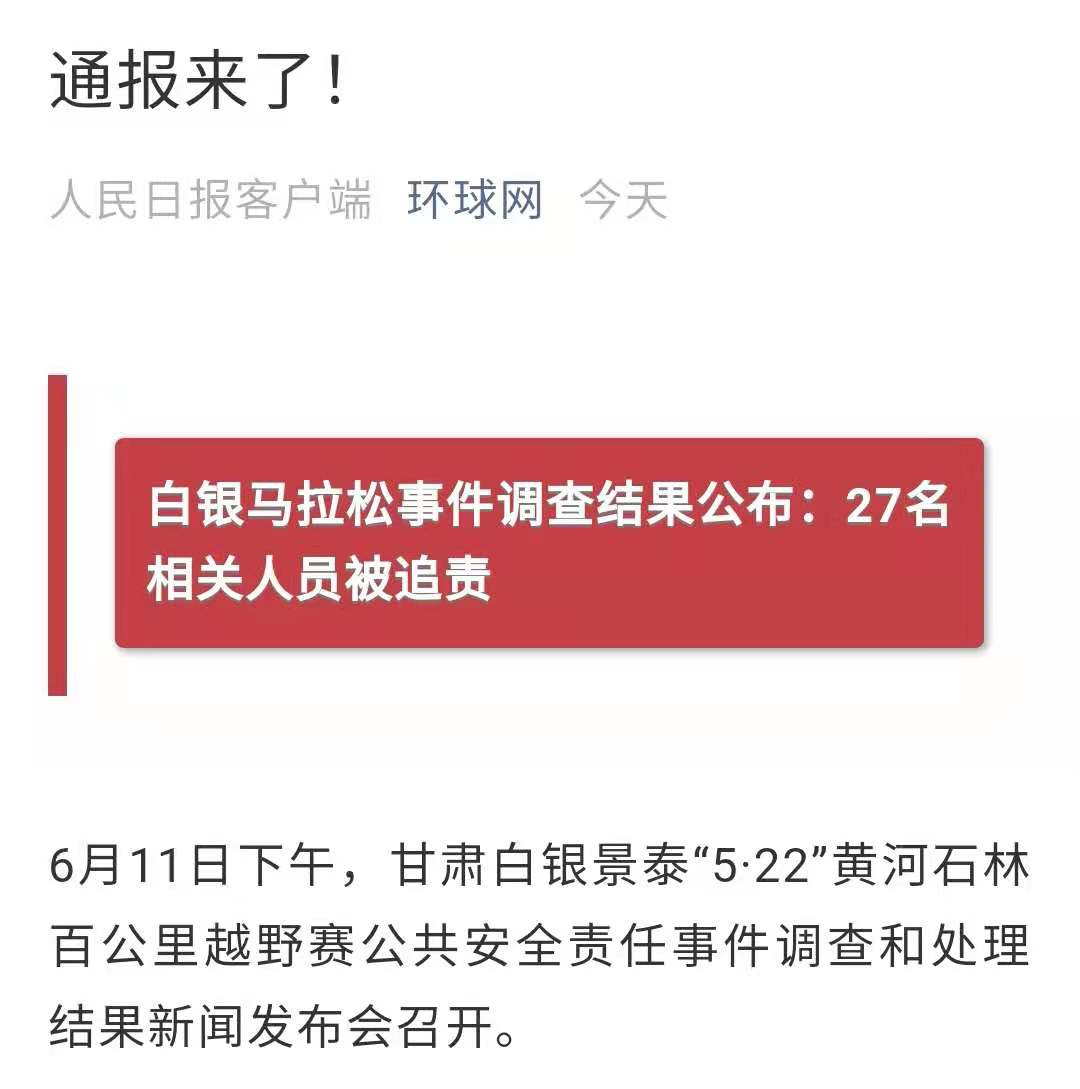 通报来了！
人民日报客户端 环球网 今天
白银马拉松事件调查结果公布：27名
相关人员被追责
6月11日下午，甘肃白银景泰“5·22”黄河石林
百公里越野赛公共安全责任事件调查和处理
结果新闻发布会召开。